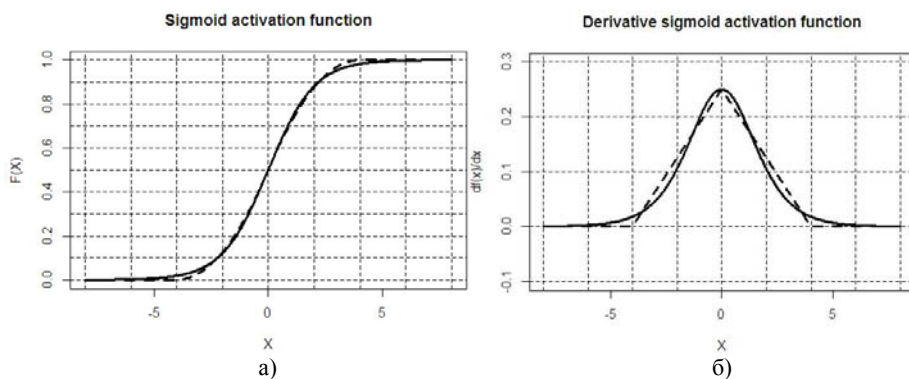 Sigmoid activation function
F(X)
1.0
0.8
0.6
0.4
0.2
0.0
-5
0
5
X
а)
Derivative sigmoid activation function
df(x)/dx
0.3
0.2
0.1
0.0
-0.1
-5
0
5
X
б)